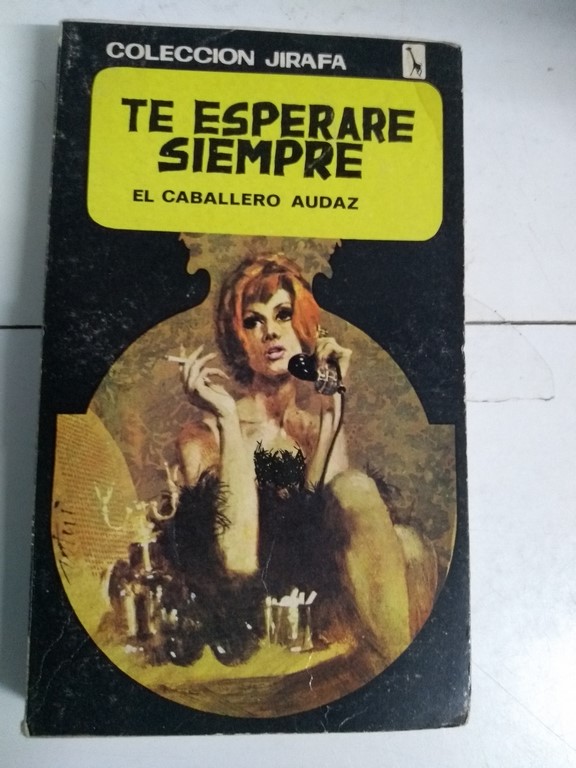 COLECCION JIRAFA
TE ESPERARE
SIEMPRE
EL CABALLERO AUDAZ